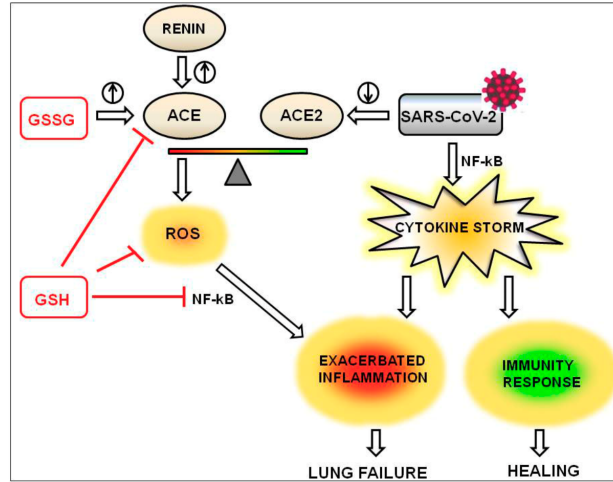 RENIN
GSSG
ACE
ACE2
SARS-CoV-2
NF-kB
CYTOKINE STORM
ROS
GSH
NF-kB
EXACERBATED
INFLAMMATION
IMMUNITY
RESPONSE
LUNG FAILURE
HEALING